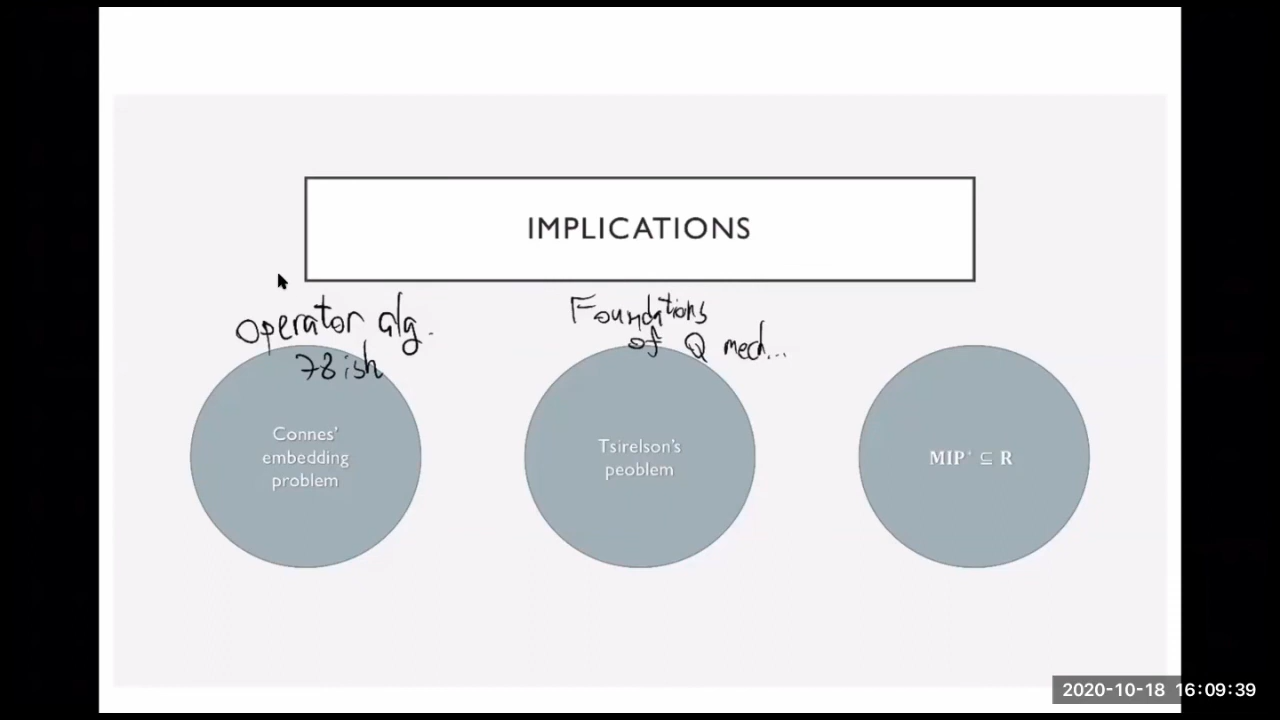 IMPLICATIONS
Operator alg.
78ish
Foundations
of Q mech...
Connes'
embedding
problem
Tsirelson's
peoblem
MIP* ⊆ R
2020-10-18 16:09:39